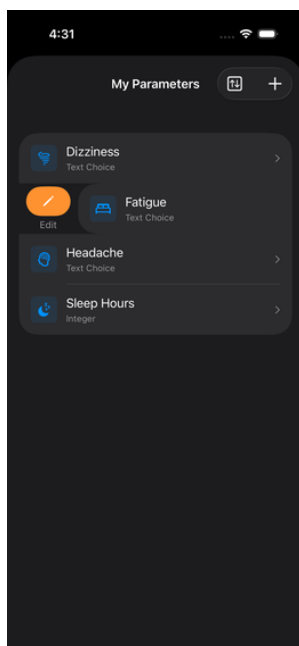 4:31
My Parameters
Dizziness
Text Choice
Fatigue
Text Choice
Edit
Headache
Text Choice
Sleep Hours
Integer